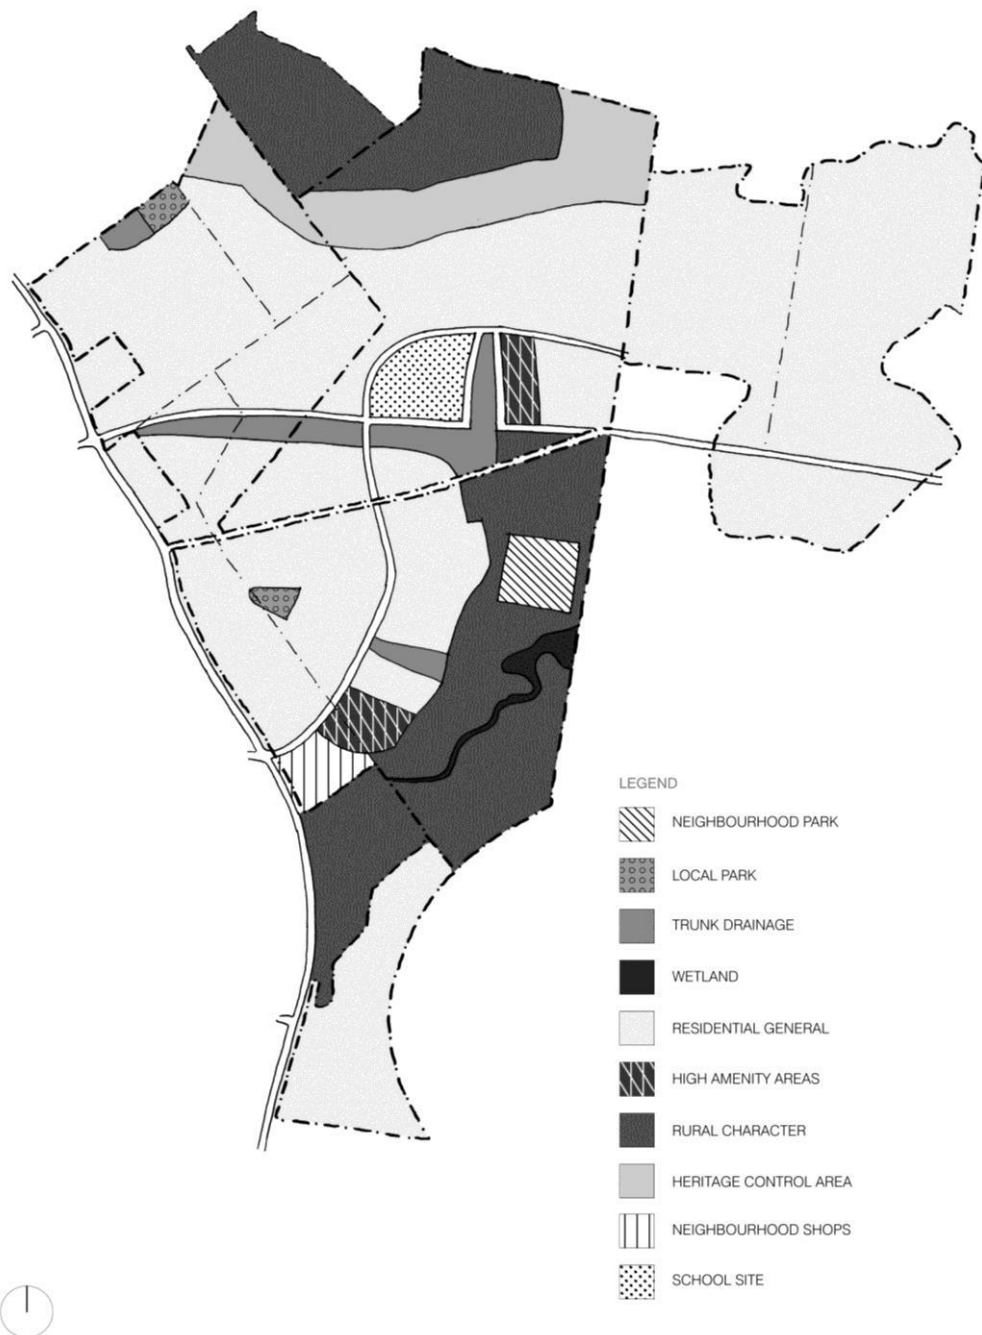 LEGEND
NEIGHBOURHOOD PARK
LOCAL PARK
TRUNK DRAINAGE
WETLAND
RESIDENTIAL GENERAL
HIGH AMENITY AREAS
RURAL CHARACTER
HERITAGE CONTROL AREA
NEIGHBOURHOOD SHOPS
SCHOOL SITE